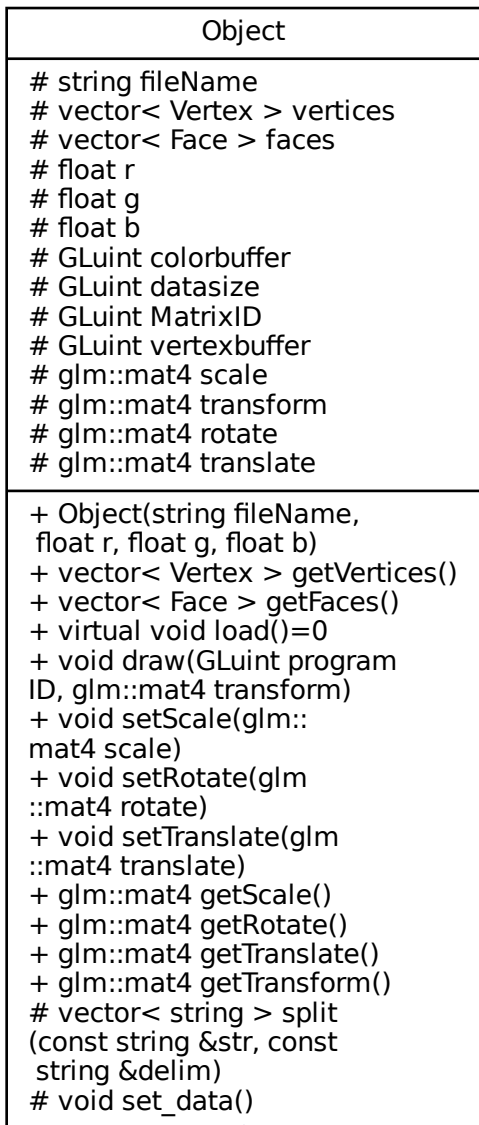 Object
# string fileName
# vector< Vertex > vertices
# vector< Face > faces
# float r
# float g
# float b
# GLuint colorbuffer
# GLuint datasize
# GLuint MatrixID
# GLuint vertexbuffer
# glm::mat4 scale
# glm::mat4 transform
# glm::mat4 rotate
# glm::mat4 translate
+ Object(string fileName,
float r, float g, float b)
+ vector< Vertex > getVertices()
+ vector< Face > getFaces()
+ virtual void load()=0
+ void draw(GLuint program
ID, glm::mat4 transform)
+ void setScale(glm::
mat4 scale)
+ void setRotate(glm
::mat4 rotate)
+ void setTranslate(glm
::mat4 translate)
+ glm::mat4 getScale()
+ glm::mat4 getRotate()
+ glm::mat4 getTranslate()
+ glm::mat4 getTransform()
# vector< string > split
(const string &str, const
string &delim)
# void set_data()